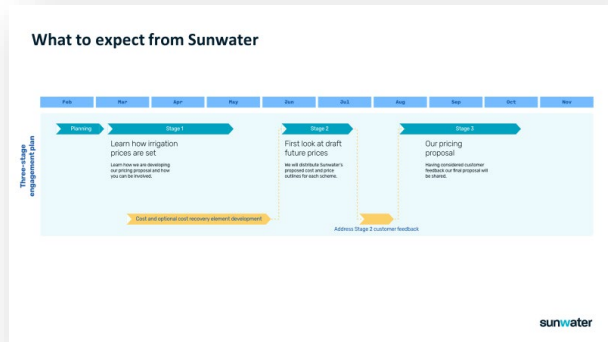 What to expect from Sunwater
Feb Mar Apr May Jun Jul Aug Sep Oct Nov
Three-stage
engagement plan
Planning Stage 1 Stage 2 Stage 3
Learn how irrigation
prices are set
Learn how we are developing
our pricing proposal and how
you can be involved.
First look at draft
future prices
We will distribute Sunwater's
proposed cost and price
outlines for each scheme.
Our pricing
proposal
Having considered customer
feedback our final proposal will
be shared.
Cost and optional cost recovery element development
Address Stage 2 customer feedback
sunwater